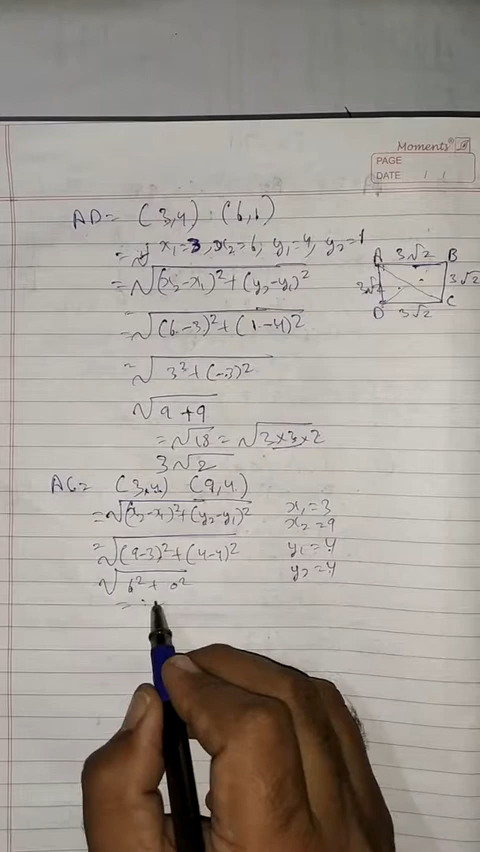 Moments
PAGE
DATE / /
AD = (3,4) : (6,1)
= √ x₁=3, x₂=6, y₁=4, y₂=1
= √(x₂-x₁)²+(y₂-y₁)²
= √(6-3)²+(1-4)²
= √3²+(-3)²
√9+9
= √18 = √3×3×2
3√2
A 3√2 B
3√2 3√2
D 3√2 C
AC = (3,4) (9,4)
= √(x₂-x₁)²+(y₂-y₁)² x₁=3
x₂=9
= √(9-3)²+(4-4)² y₁=4
y₂=4
√6²+0²
=